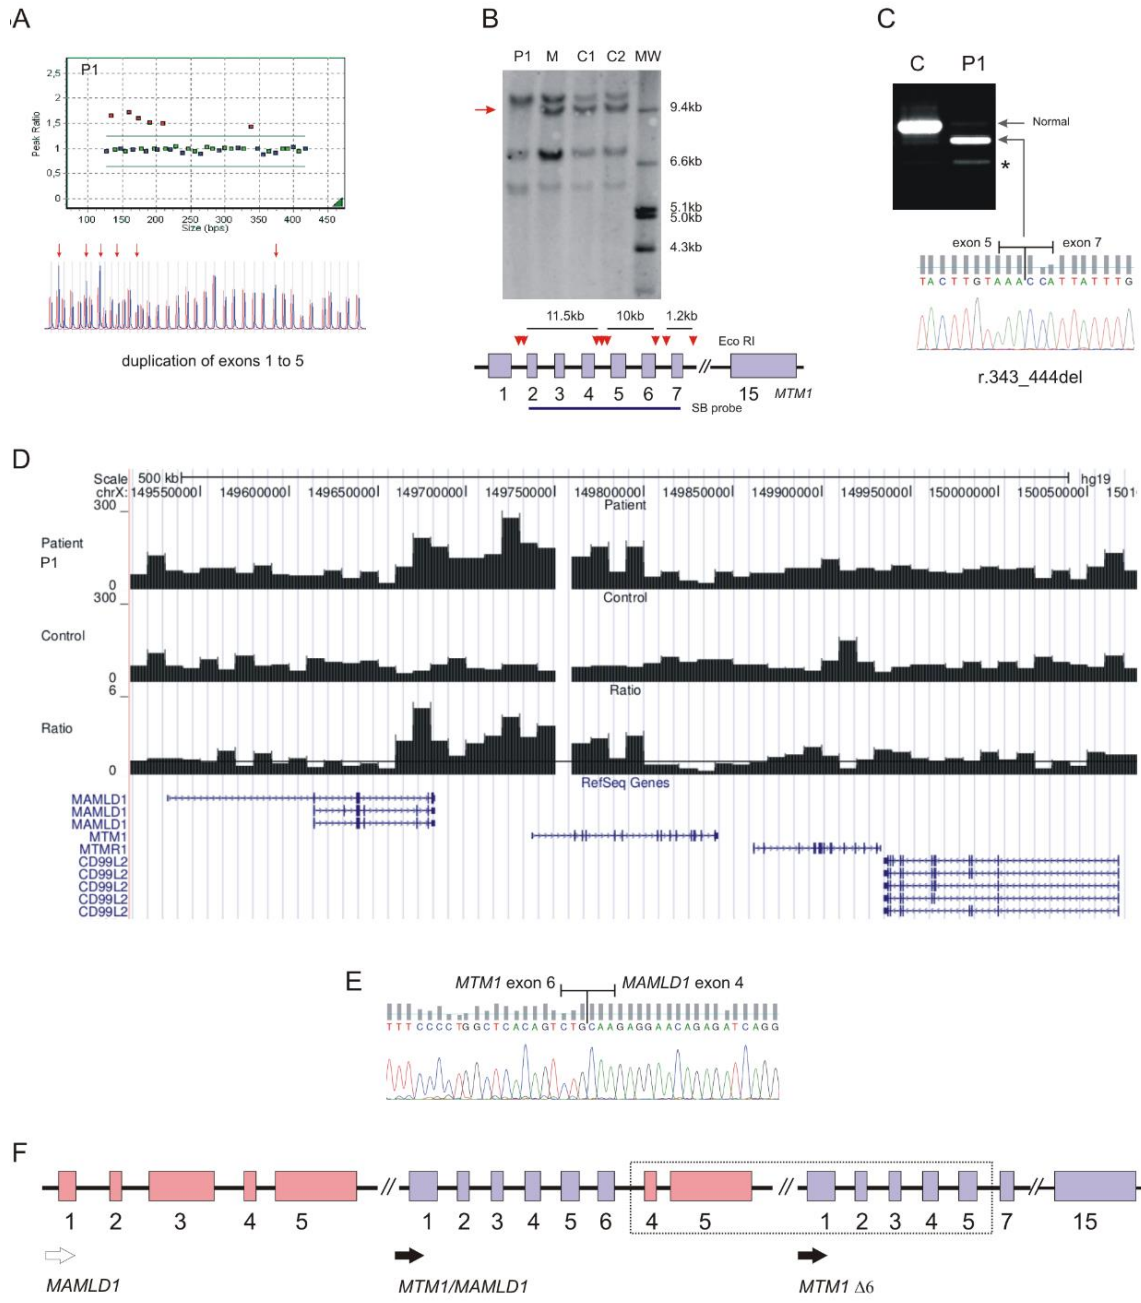 A
P1
2,5
2
1,5
1
0,5
0
Peak Ratio
100 150 200 250 300 350 400 450
Size (bps)
duplication of exons 1 to 5
B
P1 M C1 C2 MW
9.4kb
6.6kb
5.1kb
5.0kb
4.3kb
11.5kb 10kb 1.2kb
Eco RI
1 2 3 4 5 6 7 15 MTM1
SB probe
C
C P1
Normal
*
exon 5 exon 7
TACTTGTAAACCATTATTTG
r.343_444del
D
Scale 500 kb hg19
chrX: 149550000 149600000 149650000 149700000 149750000 149800000 149850000 149900000 149950000 150000000 150050000 1501
300 Patient
Patient
P1
0
300 Control
Control
0
6 Ratio
Ratio
0
RefSeq Genes
MAMLD1
MAMLD1
MAMLD1
MTM1
MTMR1
CD99L2
CD99L2
CD99L2
CD99L2
CD99L2
E
MTM1 exon 6 MAMLD1 exon 4
TTTCCCCTGGCTCACAGTCTGCAAGAGGAACAGAGATCAGG
F
1 2 3 4 5 // 1 2 3 4 5 6 4 5 // 1 2 3 4 5 7 // 15
MAMLD1 MTM1/MAMLD1 MTM1 Δ6